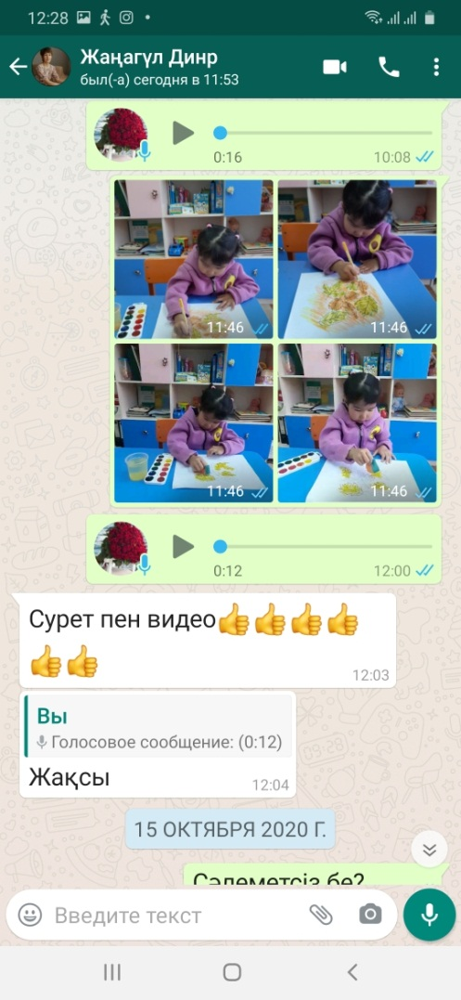 12:28
Жаңагүл Динр
был(-а) сегодня в 11:53
0:16
10:08
11:46
11:46
11:46
11:46
0:12
12:00
Сурет пен видео👍👍👍👍
👍👍
12:03
Вы
Голосовое сообщение: (0:12)
Жақсы
12:04
15 ОКТЯБРЯ 2020 Г.
Сәлеметсіз бе?
Введите текст